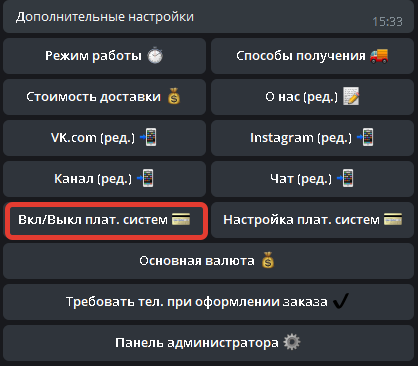 Дополнительные настройки
15:33
Режим работы ⏱ Способы получения 🚚
Стоимость доставки 💰 О нас (ред.) 📝
VK.com (ред.) 📲 Instagram (ред.) 📲
Канал (ред.) 📲 Чат (ред.) 📲
Вкл/Выкл плат. систем 💳 Настройка плат. систем 💳
Основная валюта 💰
Требовать тел. при оформлении заказа ✔
Панель администратора ⚙